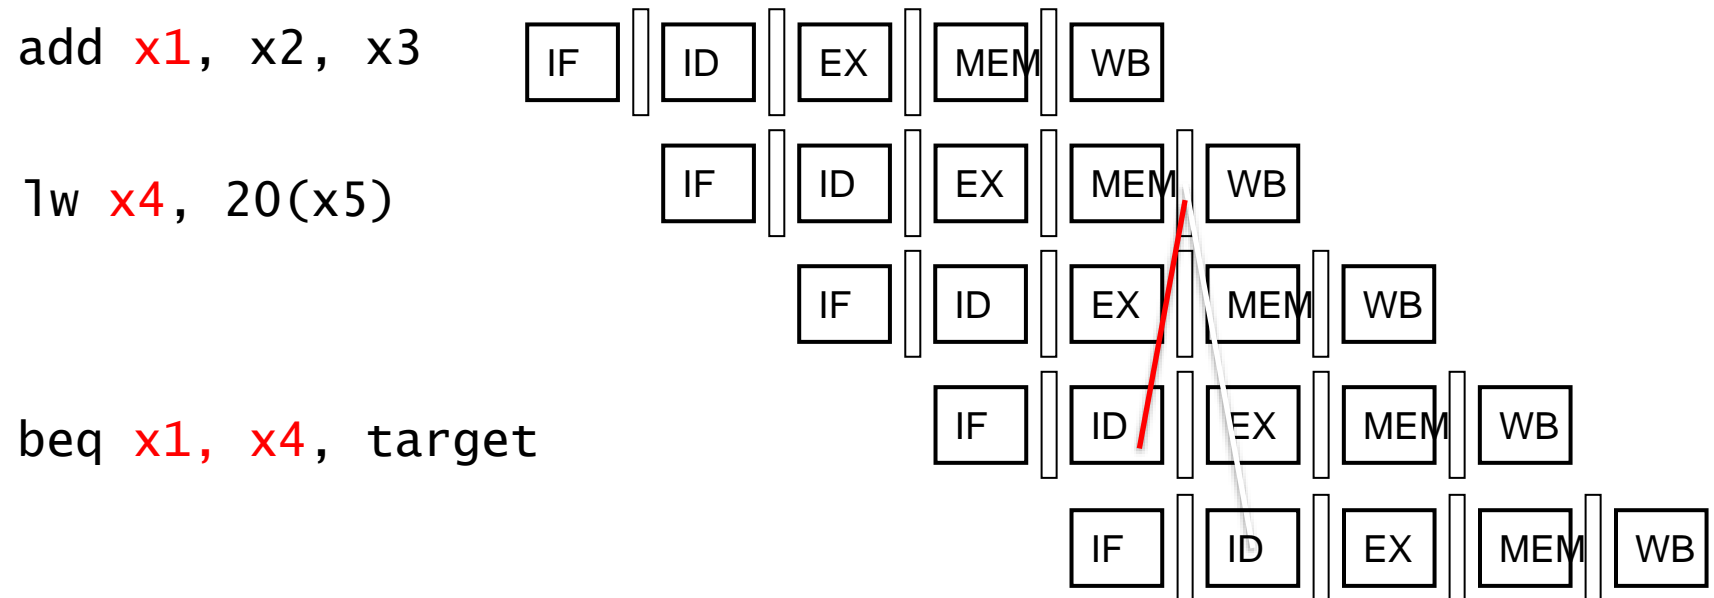 add x1, x2, x3 IF ID EX MEM WB
lw x4, 20(x5) IF ID EX MEM WB
IF ID EX MEM WB
beq x1, x4, target IF ID EX MEM WB
IF ID EX MEM WB